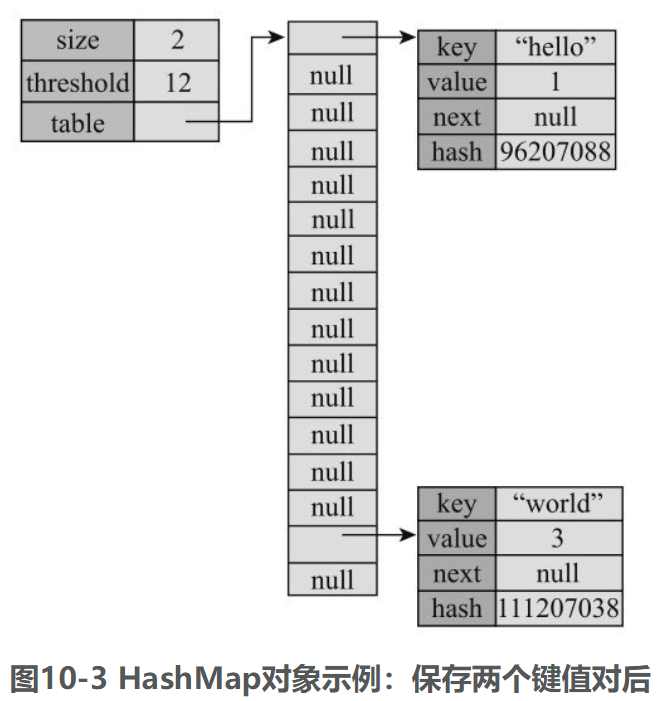 size 2
threshold 12
table
null
null
null
null
null
null
null
null
null
null
null
null
null
null
key “hello”
value 1
next null
hash 96207088
key “world”
value 3
next null
hash 111207038
图10-3 HashMap对象示例：保存两个键值对后